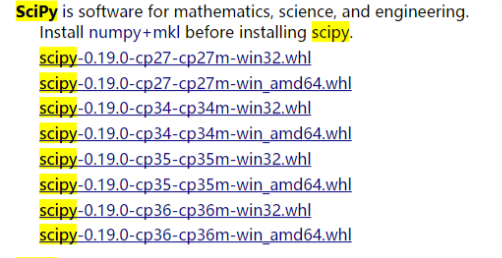 SciPy is software for mathematics, science, and engineering.
Install numpy+mkl before installing scipy.
scipy-0.19.0-cp27-cp27m-win32.whl
scipy-0.19.0-cp27-cp27m-win_amd64.whl
scipy-0.19.0-cp34-cp34m-win32.whl
scipy-0.19.0-cp34-cp34m-win_amd64.whl
scipy-0.19.0-cp35-cp35m-win32.whl
scipy-0.19.0-cp35-cp35m-win_amd64.whl
scipy-0.19.0-cp36-cp36m-win32.whl
scipy-0.19.0-cp36-cp36m-win_amd64.whl